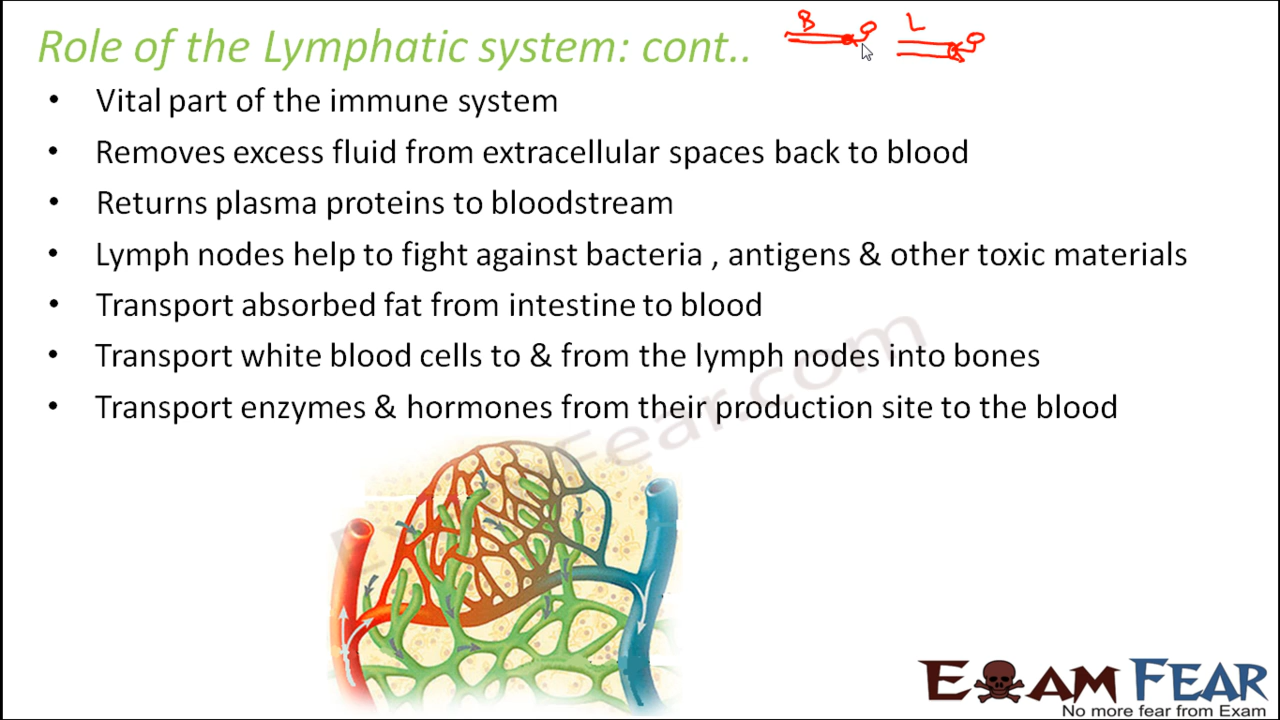 Role of the Lymphatic system: cont..
B L
• Vital part of the immune system
• Removes excess fluid from extracellular spaces back to blood
• Returns plasma proteins to bloodstream
• Lymph nodes help to fight against bacteria , antigens & other toxic materials
• Transport absorbed fat from intestine to blood
• Transport white blood cells to & from the lymph nodes into bones
• Transport enzymes & hormones from their production site to the blood
Fear.com
EXAM FEAR
No more fear from Exam